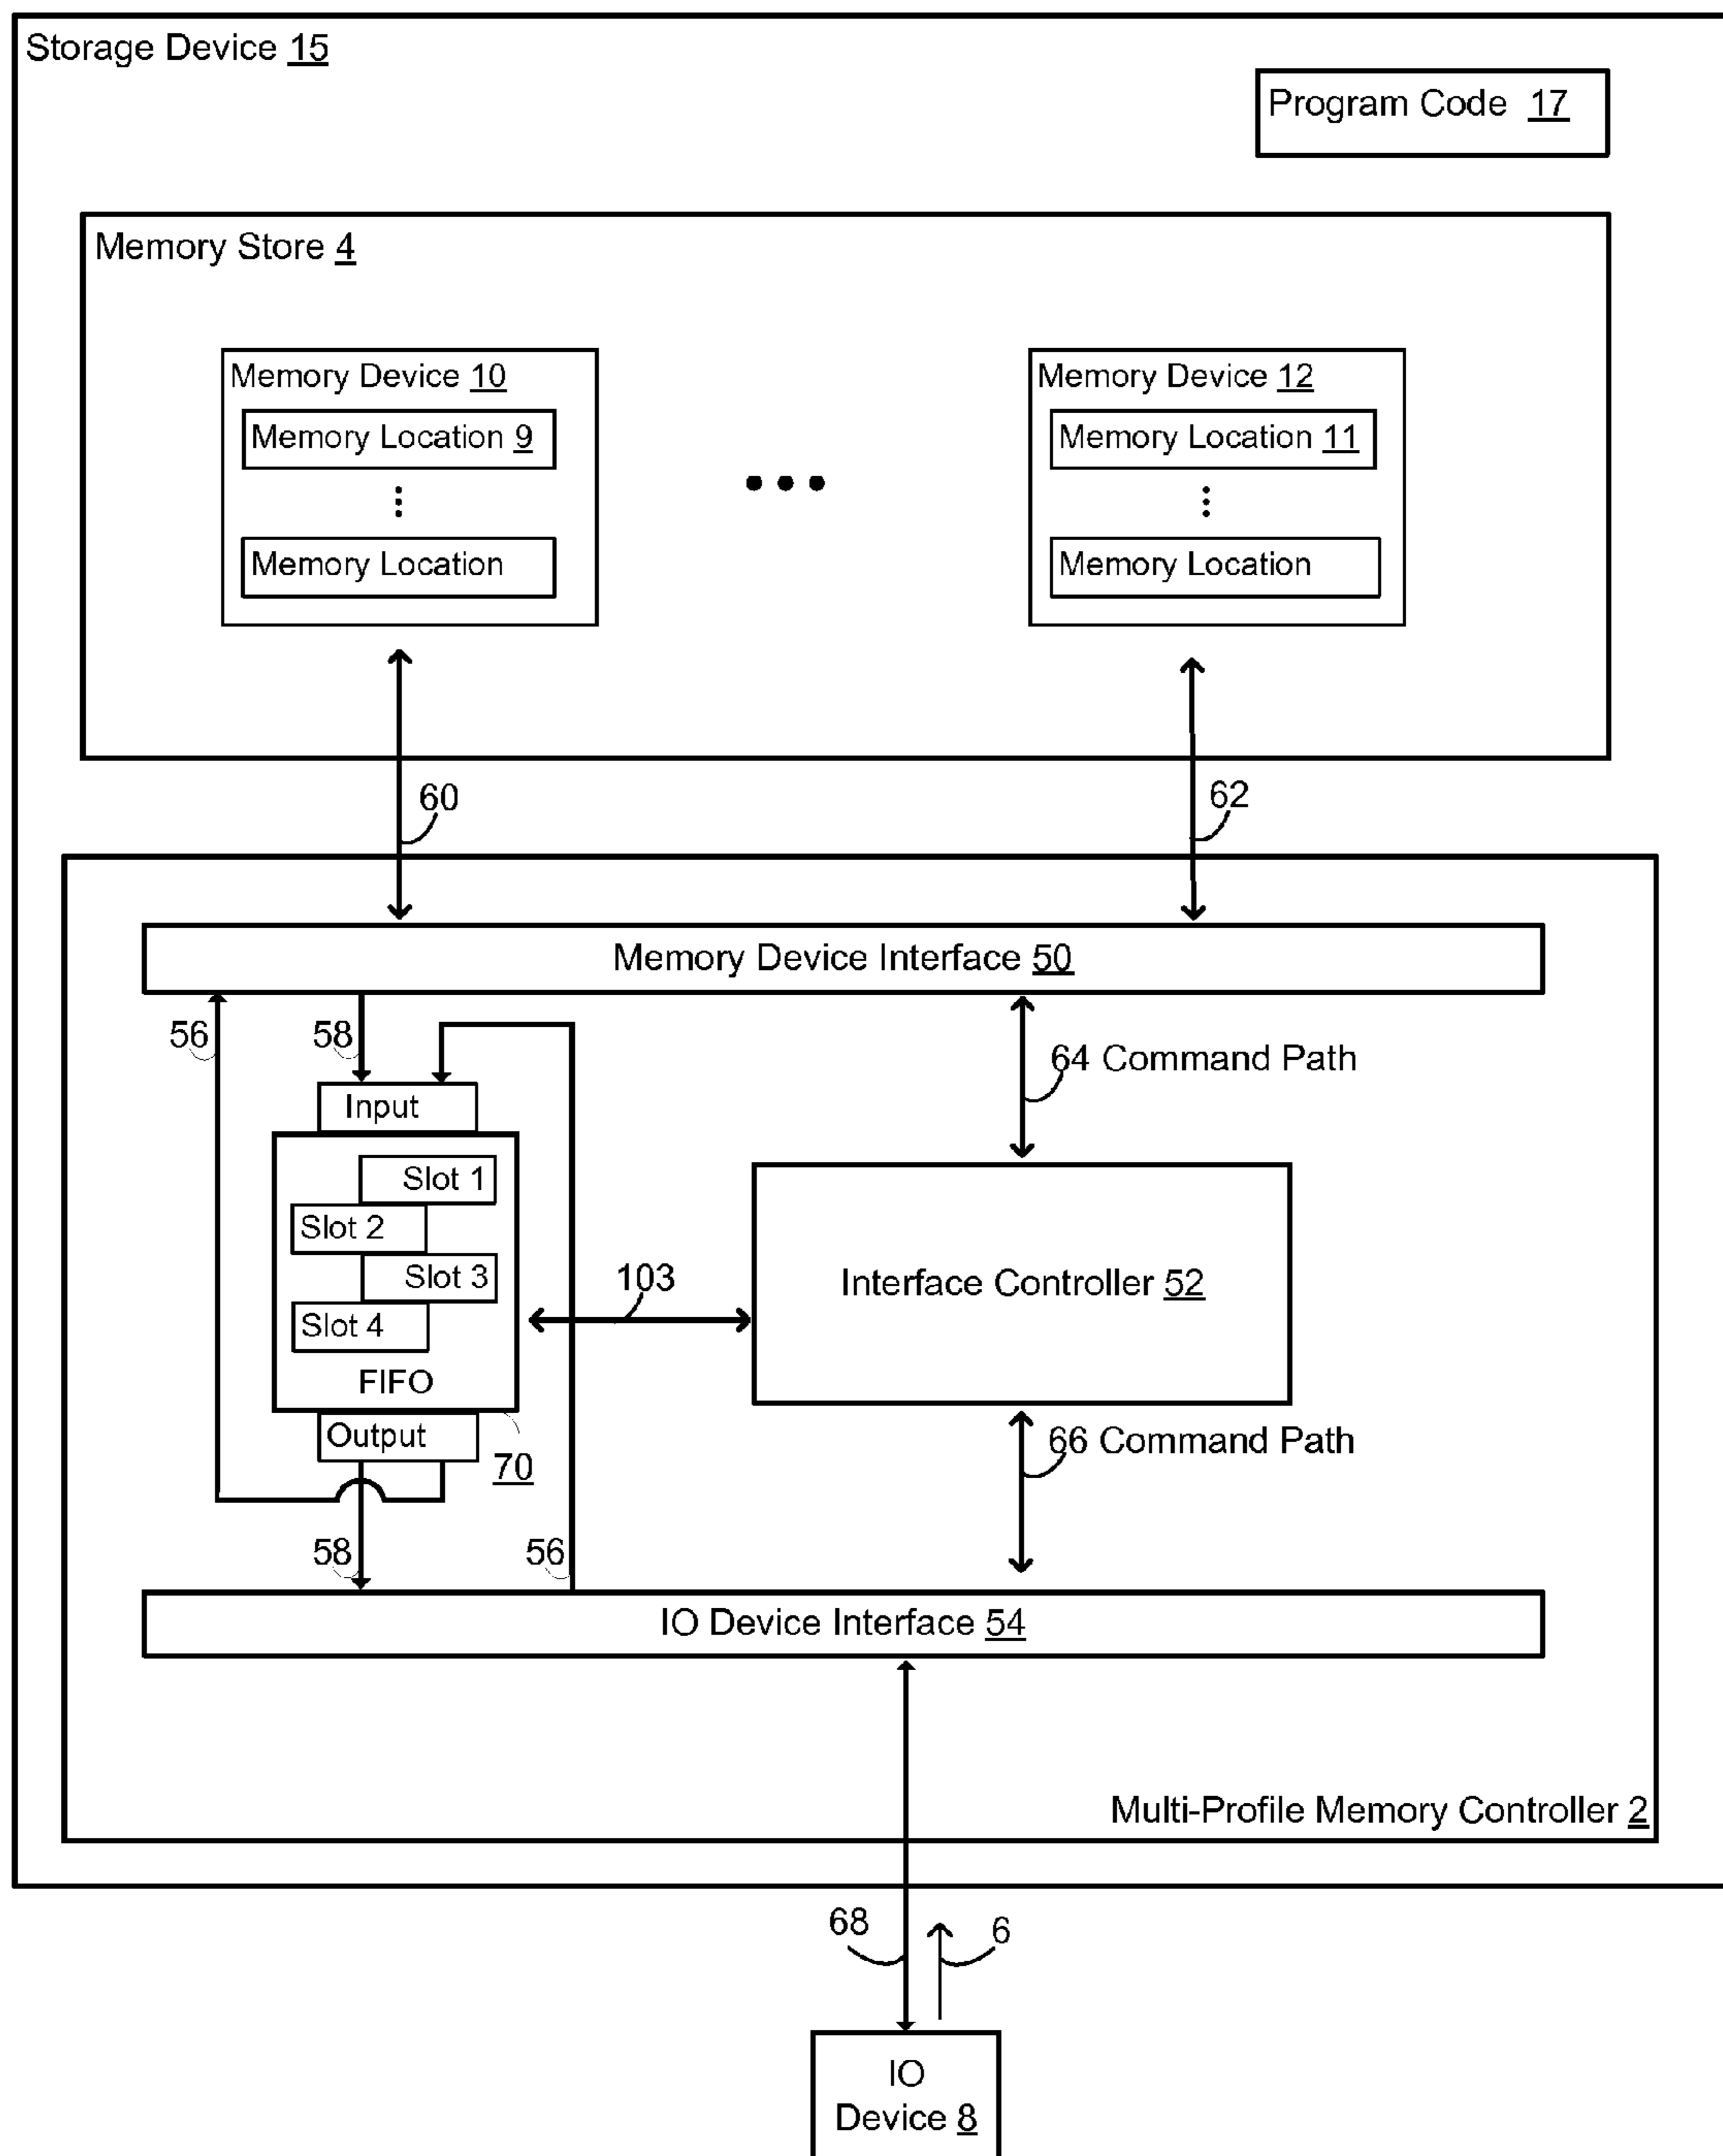 Storage Device 15
Program Code 17
Memory Store 4
Memory Device 10
Memory Device 12
Memory Location 9
Memory Location 11
Memory Location
Memory Location
60
62
Memory Device Interface 50
56
58
64 Command Path
Input
Slot 1
Slot 2
Slot 3
Slot 4
FIFO
Output
70
103
Interface Controller 52
66 Command Path
58
56
IO Device Interface 54
Multi-Profile Memory Controller 2
68
6
IO
Device 8